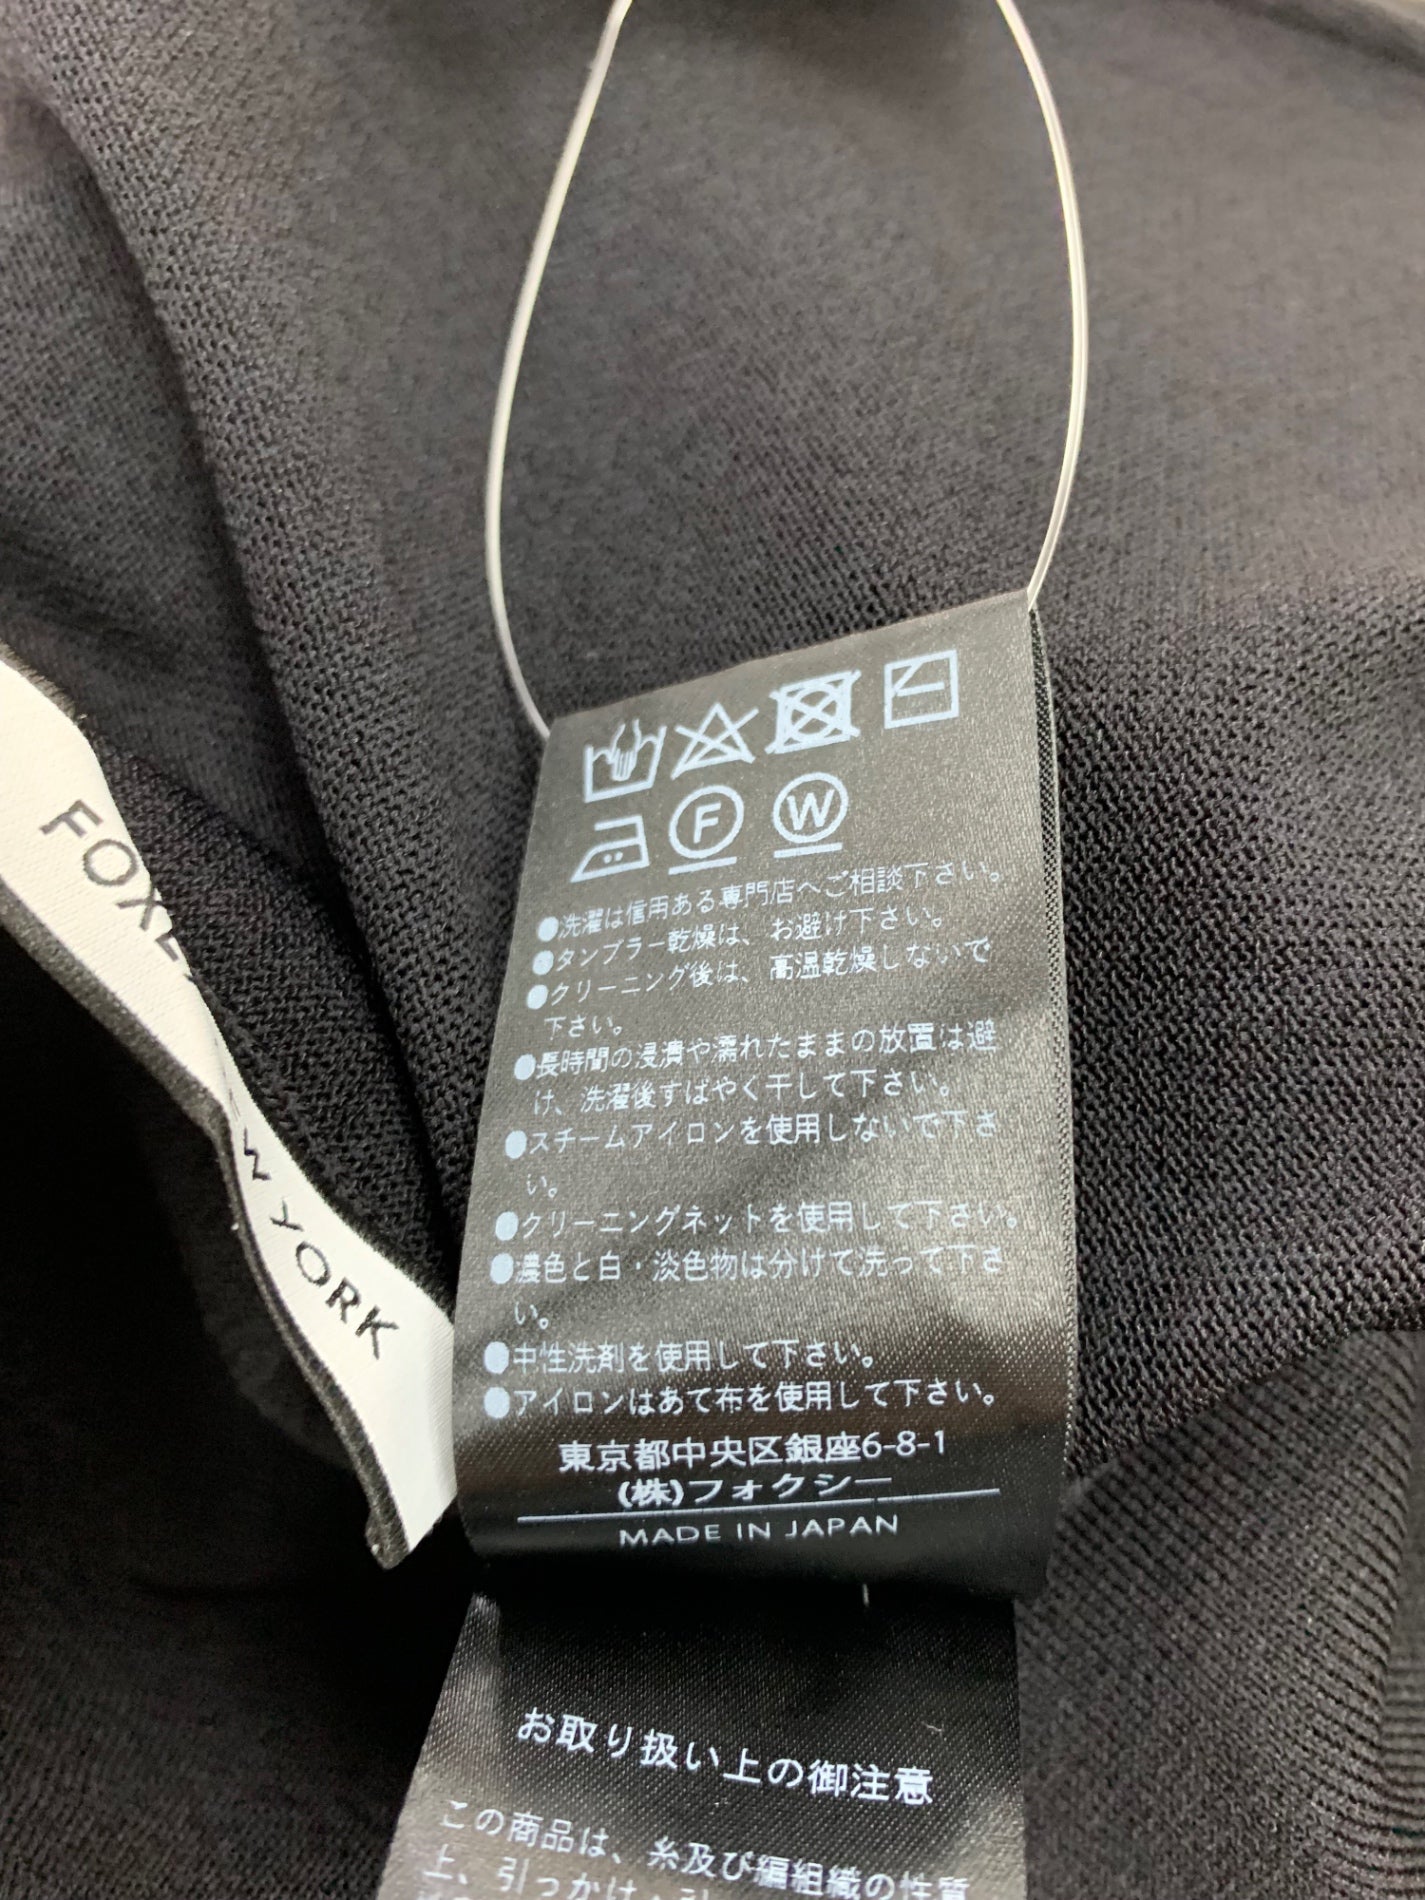 FOXEY
NEW YORK
F W
●洗濯は信用ある専門店へご相談下さい。
●タンブラー乾燥は、お避け下さい。
●クリーニング後は、高温乾燥しないで
下さい。
●長時間の浸漬や濡れたままの放置は避
け、洗濯後すばやく干して下さい。
●スチームアイロンを使用しないで下さ
い。
●クリーニングネットを使用して下さい。
●濃色と白・淡色物は分けて洗って下さ
い。
●中性洗剤を使用して下さい。
●アイロンはあて布を使用して下さい。
東京都中央区銀座6-8-1
(株)フォクシー
MADE IN JAPAN
お取り扱い上の御注意
この商品は、糸及び編組織の性質
上、引っかけ・引